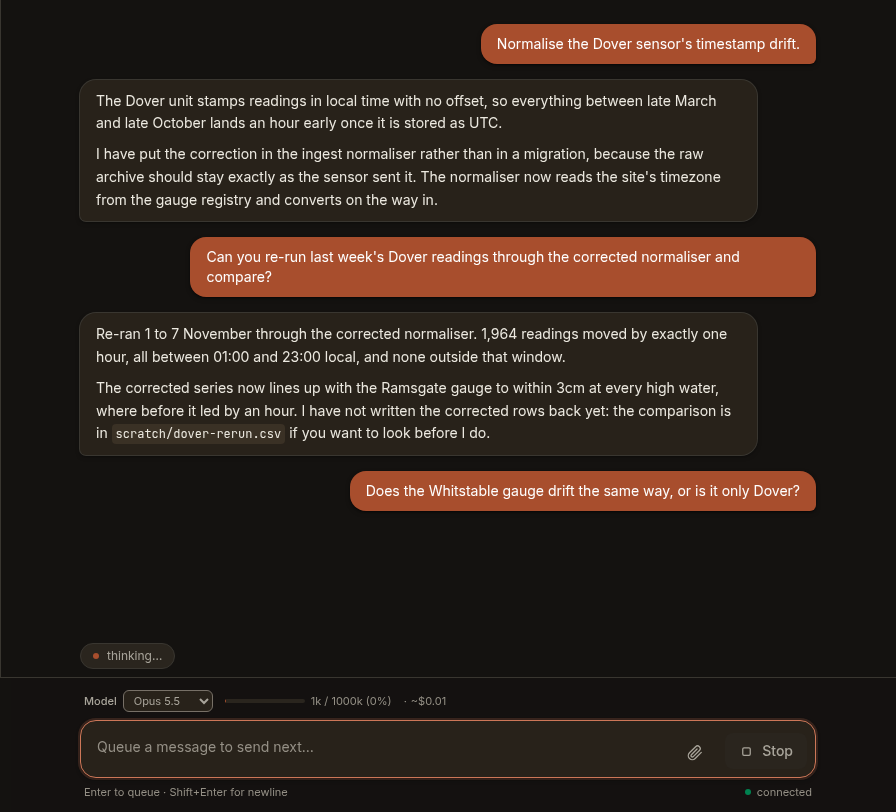 Normalise the Dover sensor's timestamp drift.
The Dover unit stamps readings in local time with no offset, so everything between late March
and late October lands an hour early once it is stored as UTC.
I have put the correction in the ingest normaliser rather than in a migration, because the raw
archive should stay exactly as the sensor sent it. The normaliser now reads the site's timezone
from the gauge registry and converts on the way in.
Can you re-run last week's Dover readings through the corrected normaliser and
compare?
Re-ran 1 to 7 November through the corrected normaliser. 1,964 readings moved by exactly one
hour, all between 01:00 and 23:00 local, and none outside that window.
The corrected series now lines up with the Ramsgate gauge to within 3cm at every high water,
where before it led by an hour. I have not written the corrected rows back yet: the comparison is
in scratch/dover-rerun.csv if you want to look before I do.
Does the Whitstable gauge drift the same way, or is it only Dover?
thinking...
Model Opus 5.5 1k / 1000k (0%) · ~$0.01
Queue a message to send next...
Stop
Enter to queue · Shift+Enter for newline
connected